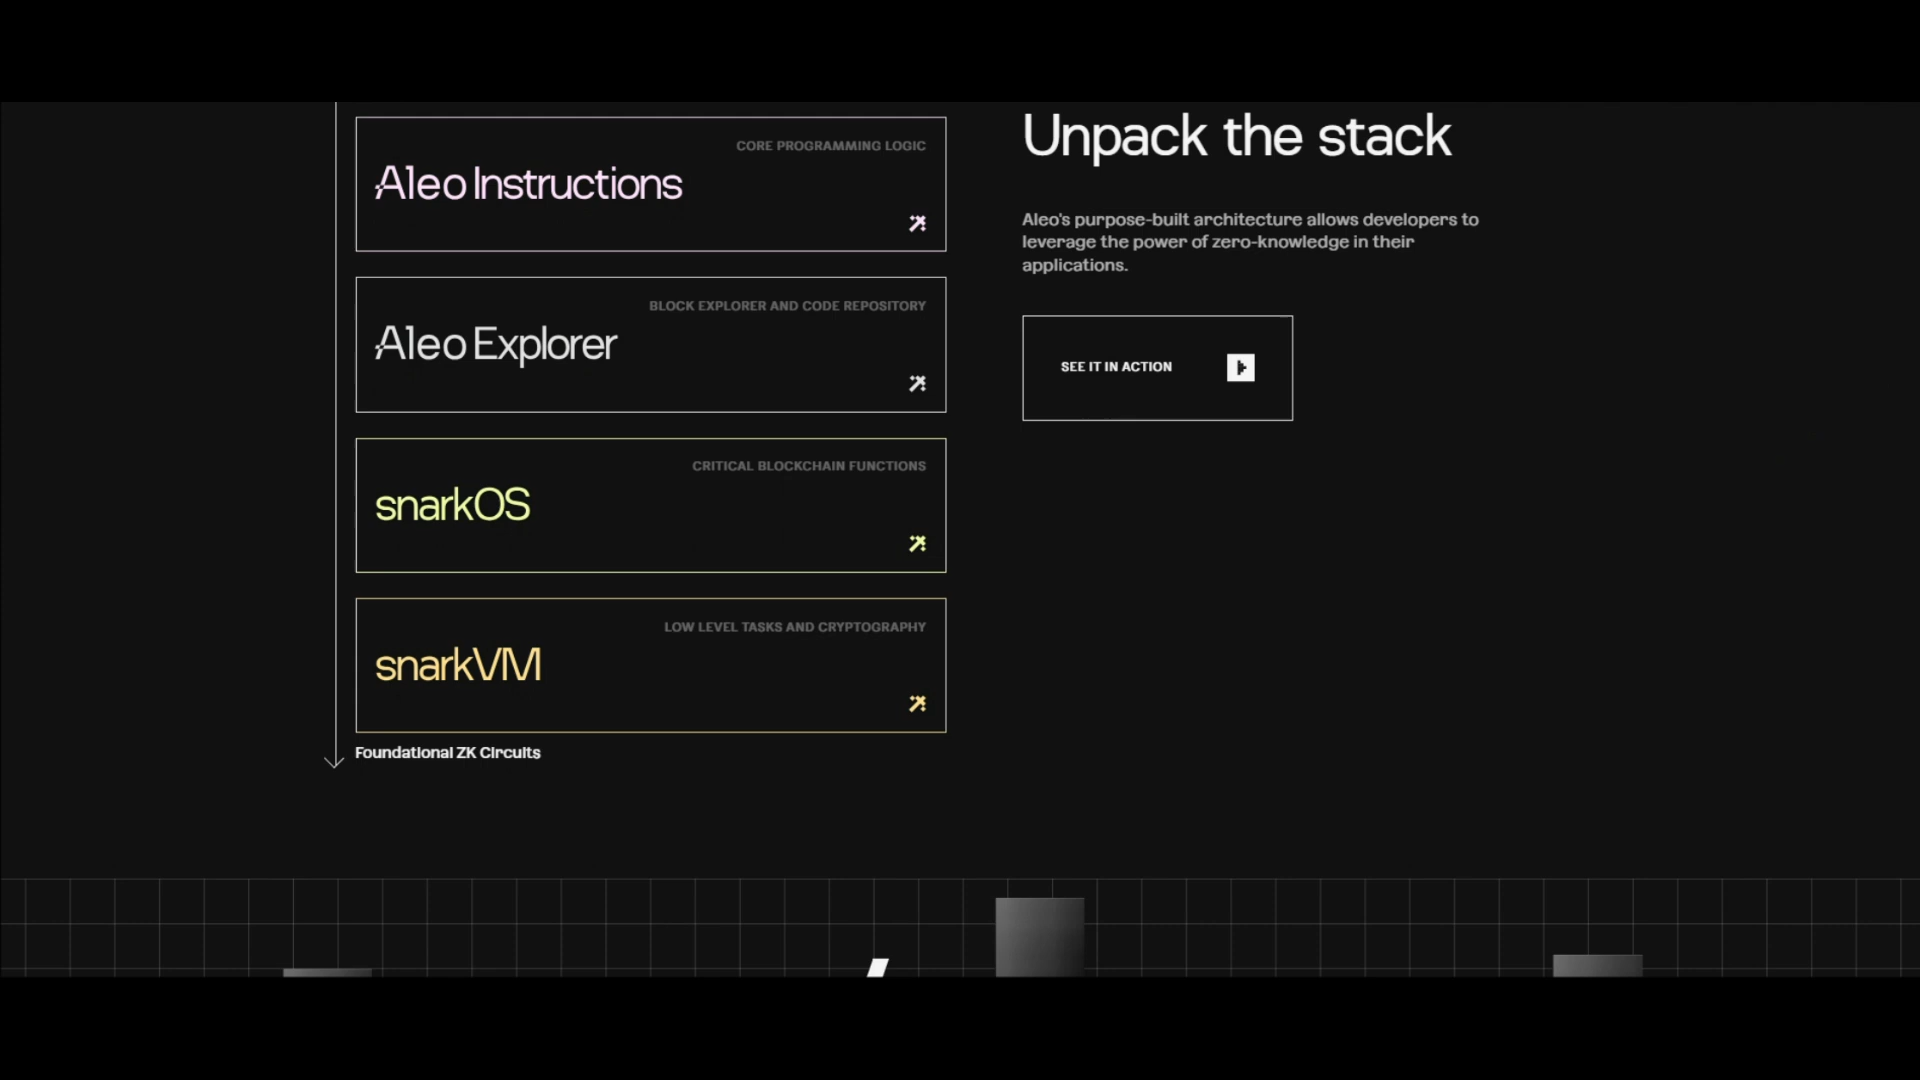 CORE PROGRAMMING LOGIC
Aleo Instructions
BLOCK EXPLORER AND CODE REPOSITORY
Aleo Explorer
CRITICAL BLOCKCHAIN FUNCTIONS
snarkOS
LOW LEVEL TASKS AND CRYPTOGRAPHY
snarkVM
Foundational ZK Circuits
Unpack the stack
Aleo's purpose-built architecture allows developers to
leverage the power of zero-knowledge in their
applications.
SEE IT IN ACTION